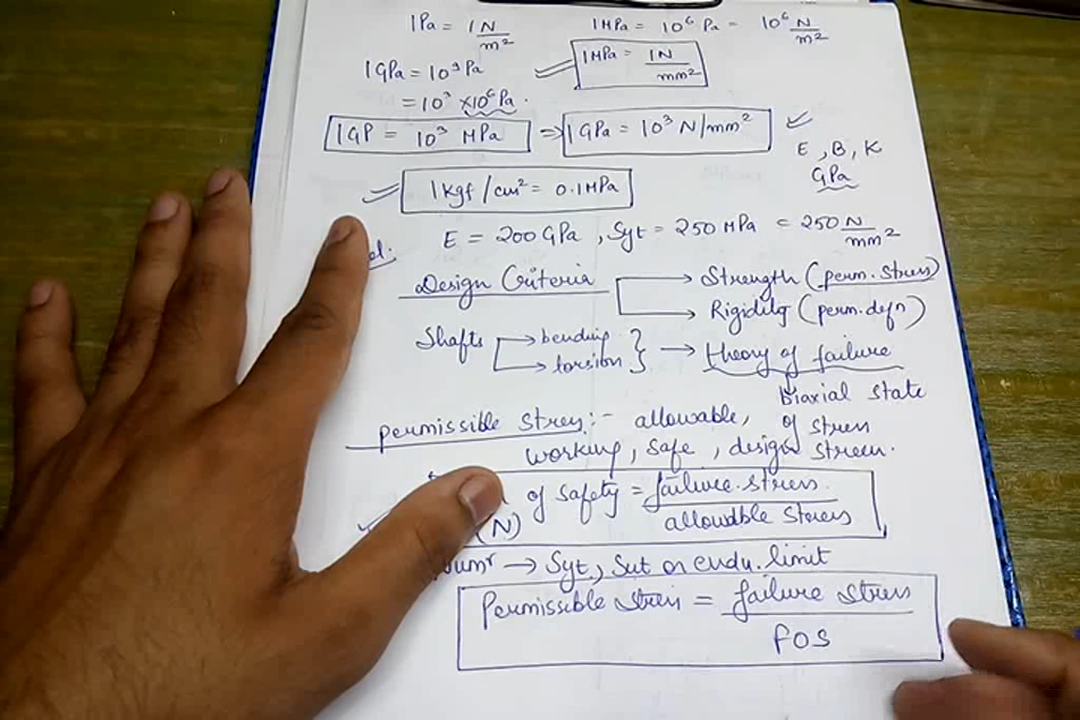 1Pa = 1N/m² 1MPa = 10⁶ Pa = 10⁶ N/m²
1GPa = 10⁹ Pa 1MPa = 1N/mm²
= 10³ × 10⁶ Pa.
1GP = 10³ MPa ⇒ 1GPa = 10³ N/mm²
E, B, K
GPa
1 kgf/cm² = 0.1MPa
E = 200 GPa, Syt = 250 MPa = 250 N/mm²
Design Criteria → Strength (perm. stress)
→ Rigidity (perm. defn)
Shafts → bending
→ torsion } → theory of failure
Biaxial state
of stress
permissible stress:- allowable,
working, safe, design stress.
of safety = failure stress / allowable stress
(N)
→ Syt, Sut or endu. limit
Permissible stress = failure stress / FOS